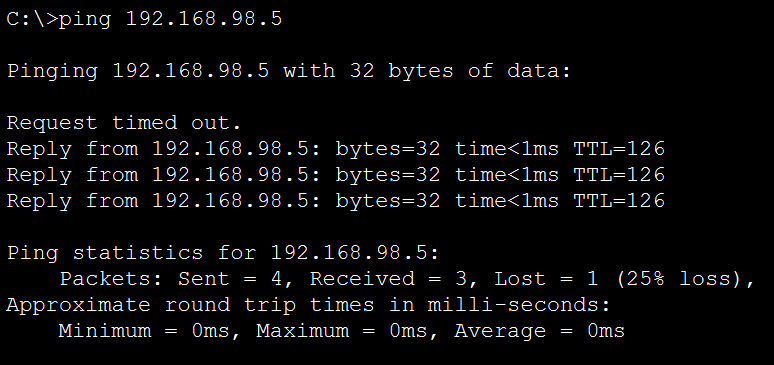 C:\>ping 192.168.98.5
Pinging 192.168.98.5 with 32 bytes of data:
Request timed out.
Reply from 192.168.98.5: bytes=32 time<1ms TTL=126
Reply from 192.168.98.5: bytes=32 time<1ms TTL=126
Reply from 192.168.98.5: bytes=32 time<1ms TTL=126
Ping statistics for 192.168.98.5:
    Packets: Sent = 4, Received = 3, Lost = 1 (25% loss),
Approximate round trip times in milli-seconds:
    Minimum = 0ms, Maximum = 0ms, Average = 0ms